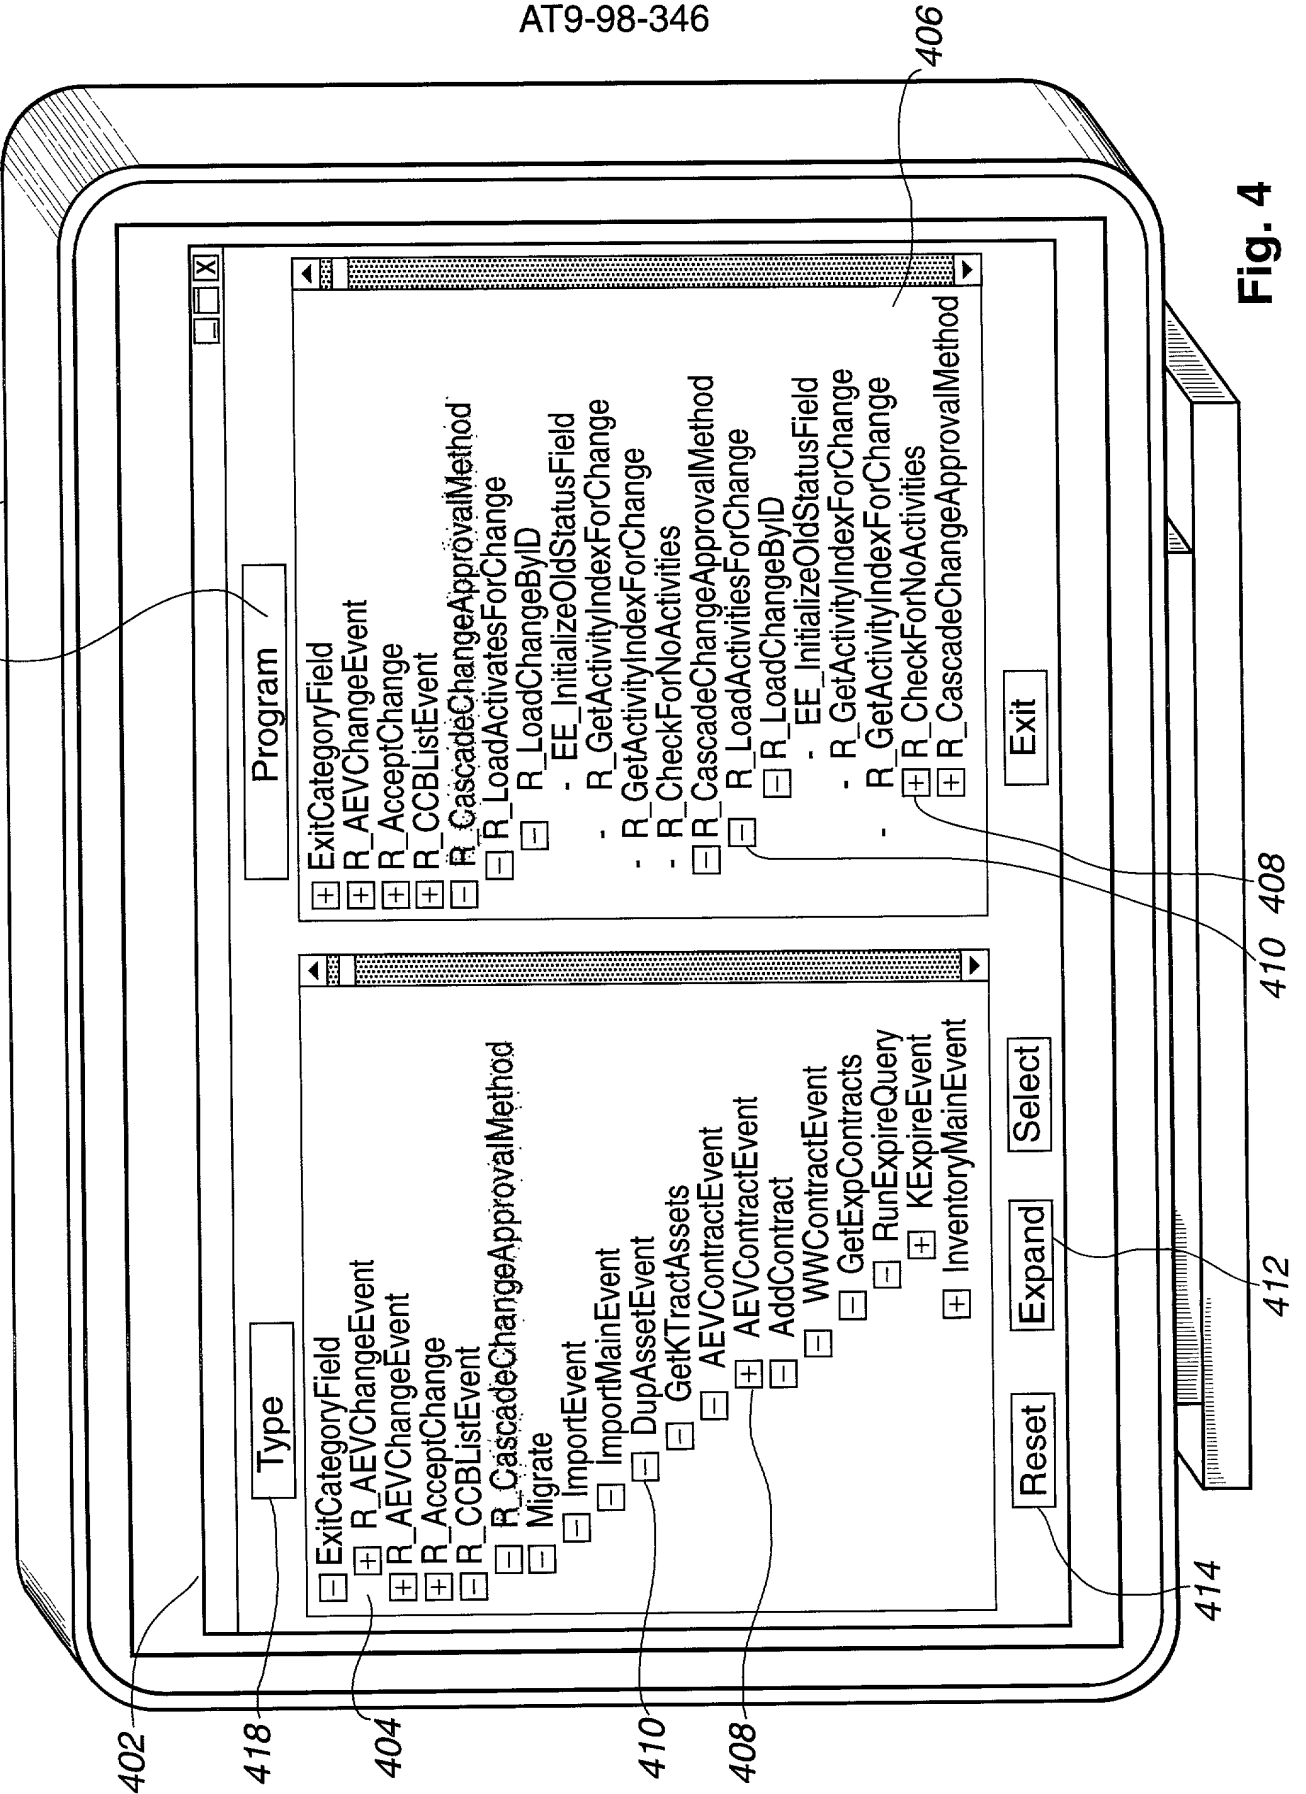 AT9-98-346
402
418
404
410
408
Type
ExitCategoryField
R_AEVChangeEvent
R_AEVChangeEvent
R_AcceptChange
R_CCBListEvent
R_CascadeChangeApprovalMethod
Migrate
ImportEvent
ImportMainEvent
DupAssetEvent
GetKTractAssets
AEVContractEvent
AEVContractEvent
AddContract
WWContractEvent
GetExpContracts
RunExpireQuery
KExpireEvent
InventoryMainEvent
Program
ExitCategoryField
R_AEVChangeEvent
R_AcceptChange
R_CCBListEvent
R_CascadeChangeApprovalMethod
R_LoadActivatesForChange
R_LoadChangeByID
- EE_InitializeOldStatusField
- R_GetActivityIndexForChange
- R_GetActivityIndexForChange
- R_CheckForNoActivities
R_CascadeChangeApprovalMethod
R_LoadActivitiesForChange
R_LoadChangeByID
- EE_InitializeOldStatusField
- R_GetActivityIndexForChange
- R_GetActivityIndexForChange
R_CheckForNoActivities
R_CascadeChangeApprovalMethod
X
406
Reset
Expand
Select
Exit
414
412
410
408
Fig. 4